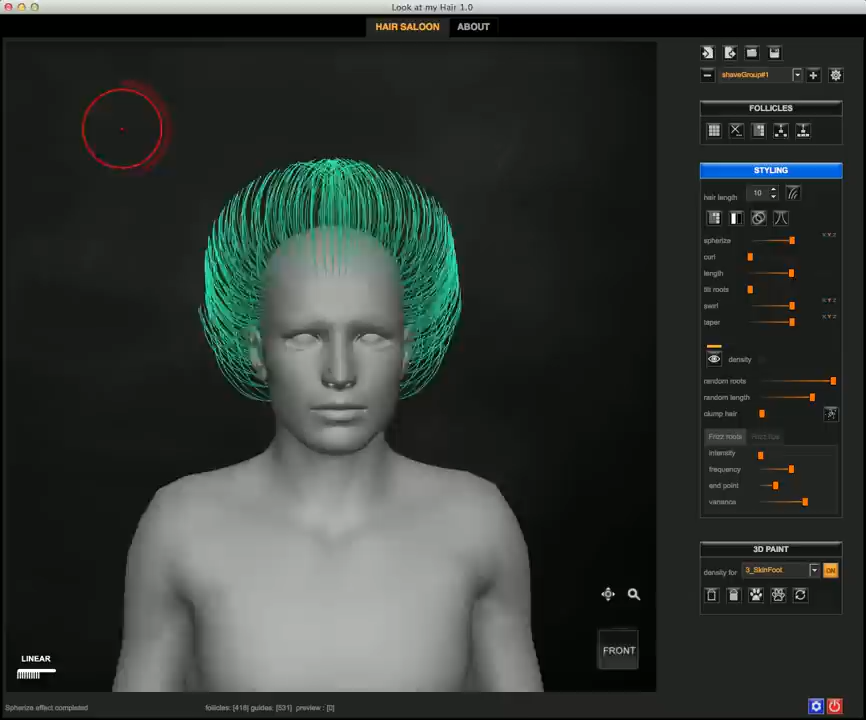 Look at my Hair 1.0
HAIR SALOON ABOUT
shaveGroup#1
FOLLICLES
STYLING
hair length 10
spherize X Y Z
curl
length
tilt roots
swirl X Y Z
taper X Y Z
density
random roots
random length
clump hair
Frizz roots Frizz tips
intensity
frequency
end point
variance
3D PAINT
density for 3_SkinFoot ON
FRONT
LINEAR
Spherize effect completed follicles: [418] guides: [531] preview : [0]